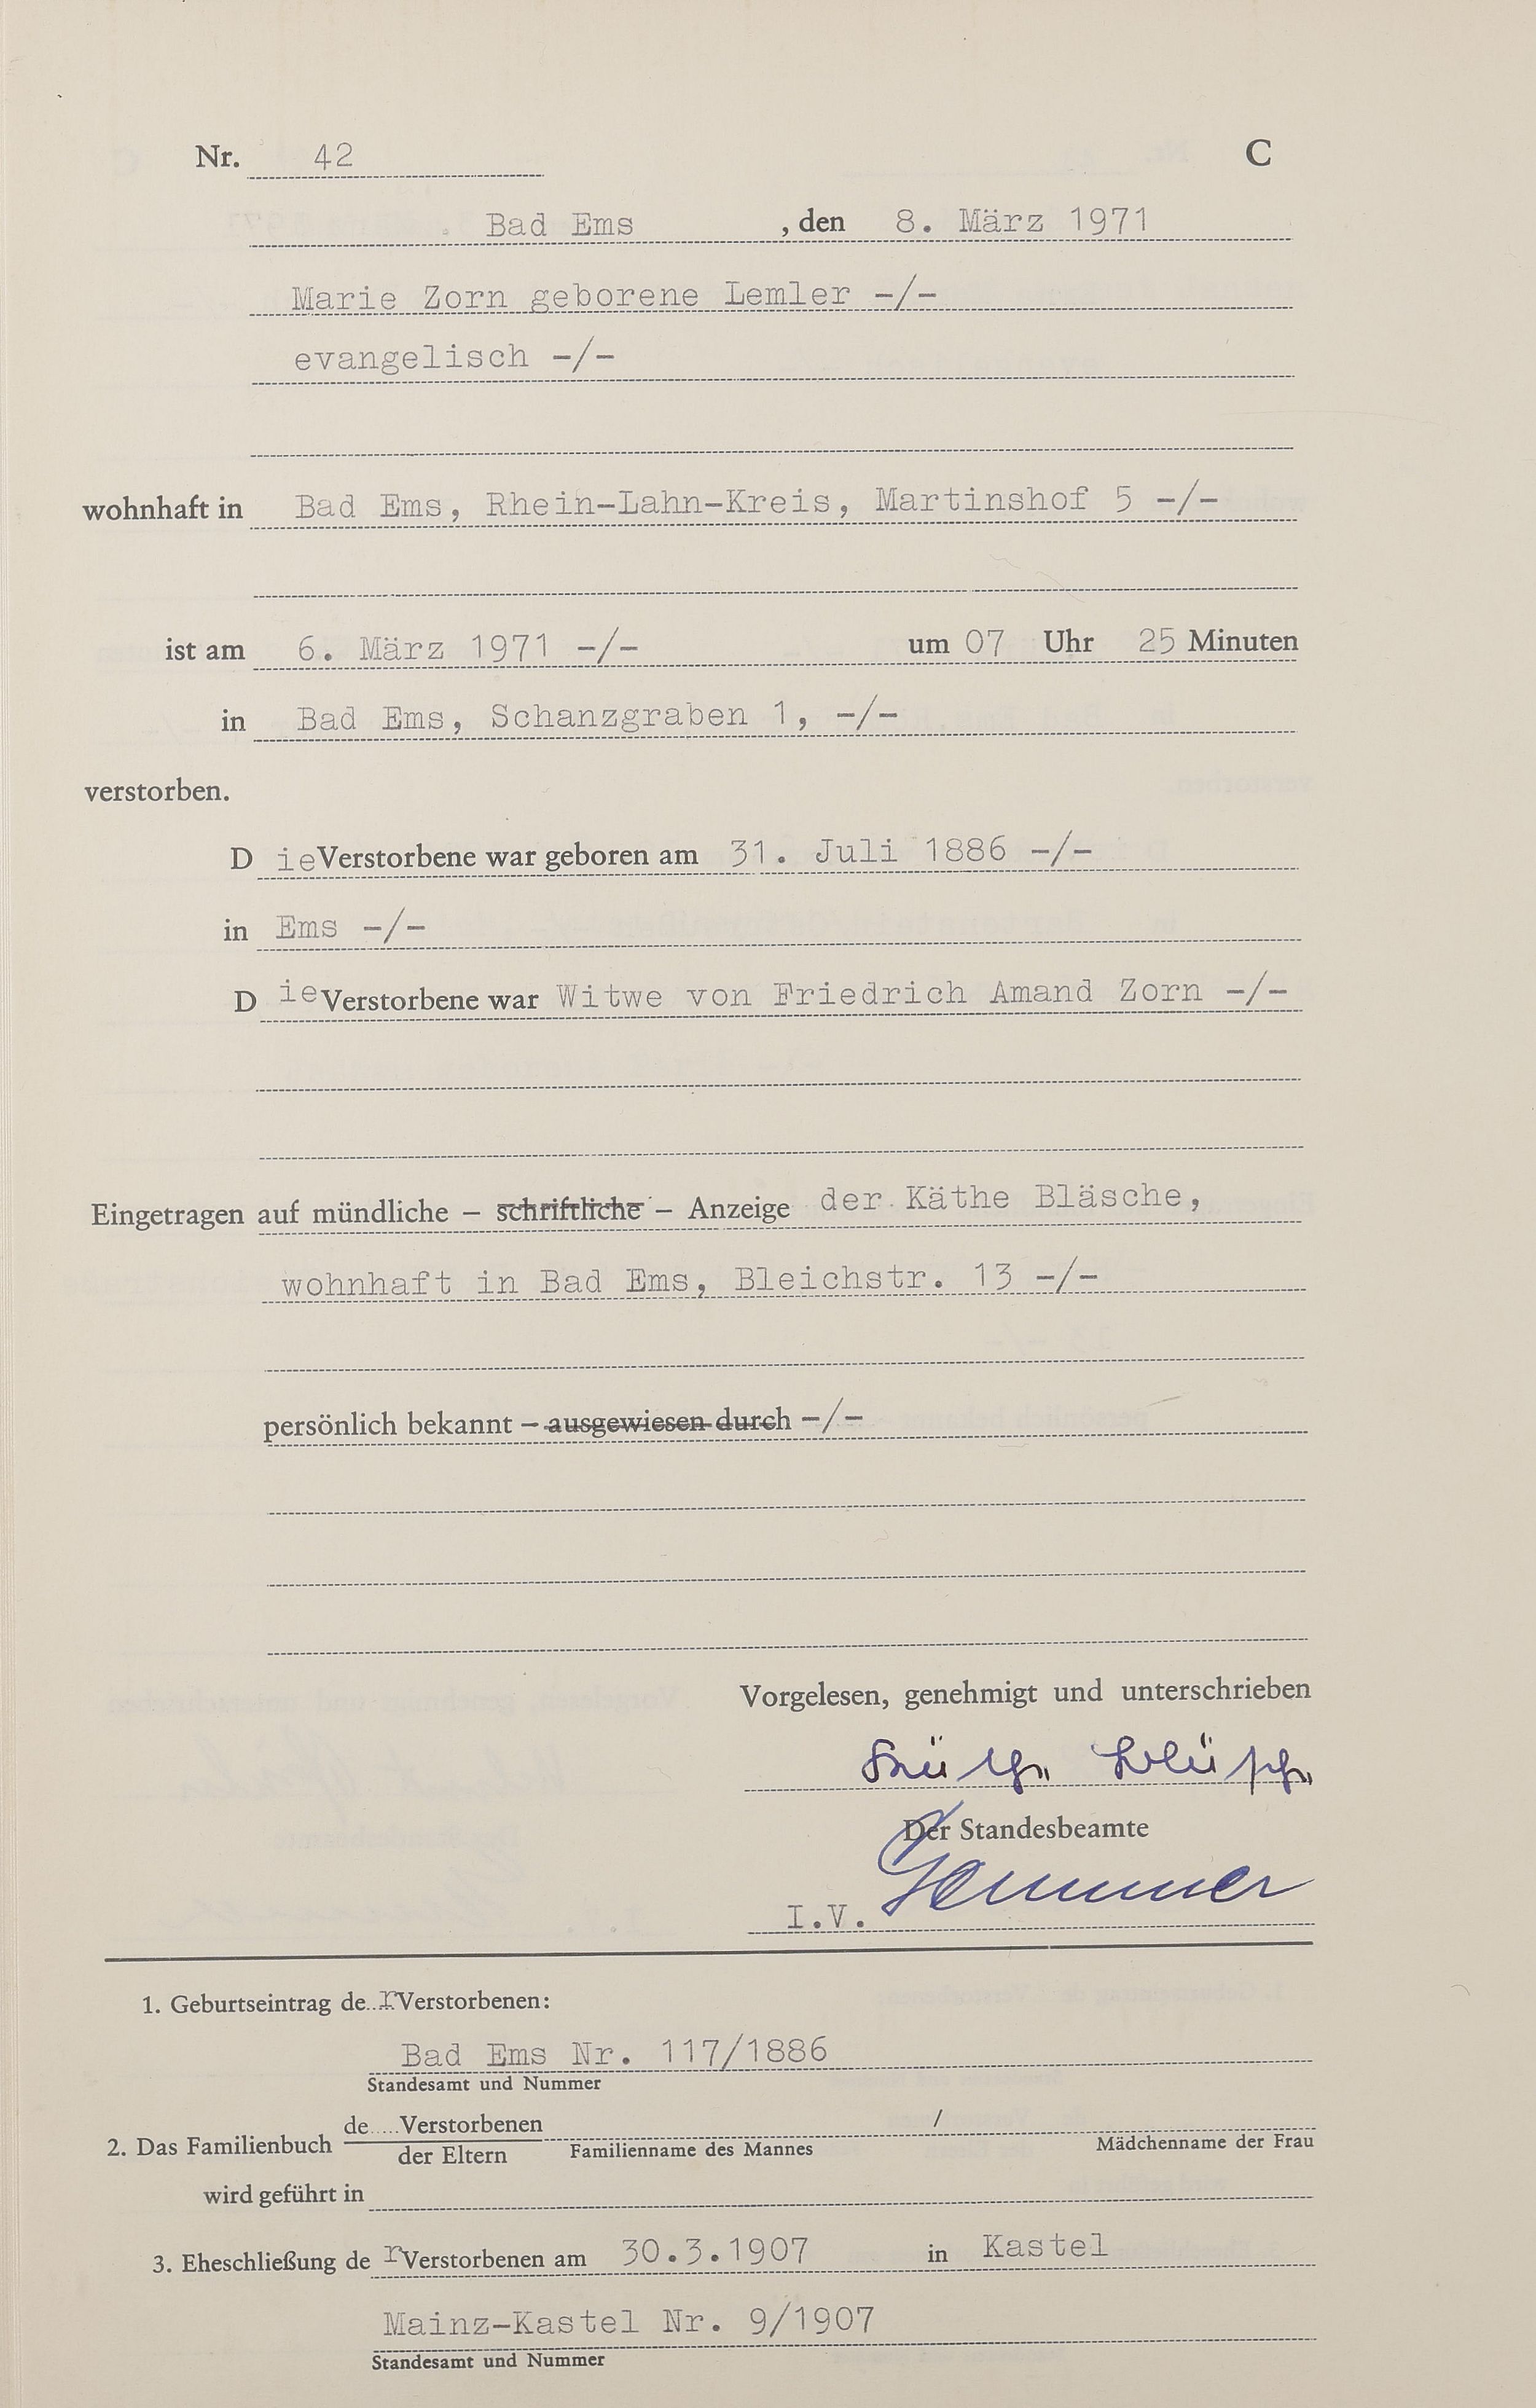 Nr. 42 C
Bad Ems , den 8. März 1971
Marie Zorn geborene Lemler -/-
evangelisch -/-
wohnhaft in Bad Ems, Rhein-Lahn-Kreis, Martinshof 5 -/-
ist am 6. März 1971 -/- um 07 Uhr 25 Minuten
in Bad Ems, Schanzgraben 1, -/-
verstorben.
D ie Verstorbene war geboren am 31. Juli 1886 -/-
in Ems -/-
D ie Verstorbene war Witwe von Friedrich Amand Zorn -/-
Eingetragen auf mündliche – schriftliche – Anzeige der Käthe Bläsche,
wohnhaft in Bad Ems, Bleichstr. 13 -/-
persönlich bekannt – ausgewiesen durch -/-
Vorgelesen, genehmigt und unterschrieben
Käthe Bläsche
Der Standesbeamte
I.V.
1. Geburtseintrag de r Verstorbenen:
Bad Ems Nr. 117/1886
Standesamt und Nummer
de..... Verstorbenen /
2. Das Familienbuch der Eltern Familienname des Mannes Mädchenname der Frau
wird geführt in
3. Eheschließung de r Verstorbenen am 30.3.1907 in Kastel
Mainz-Kastel Nr. 9/1907
Standesamt und Nummer